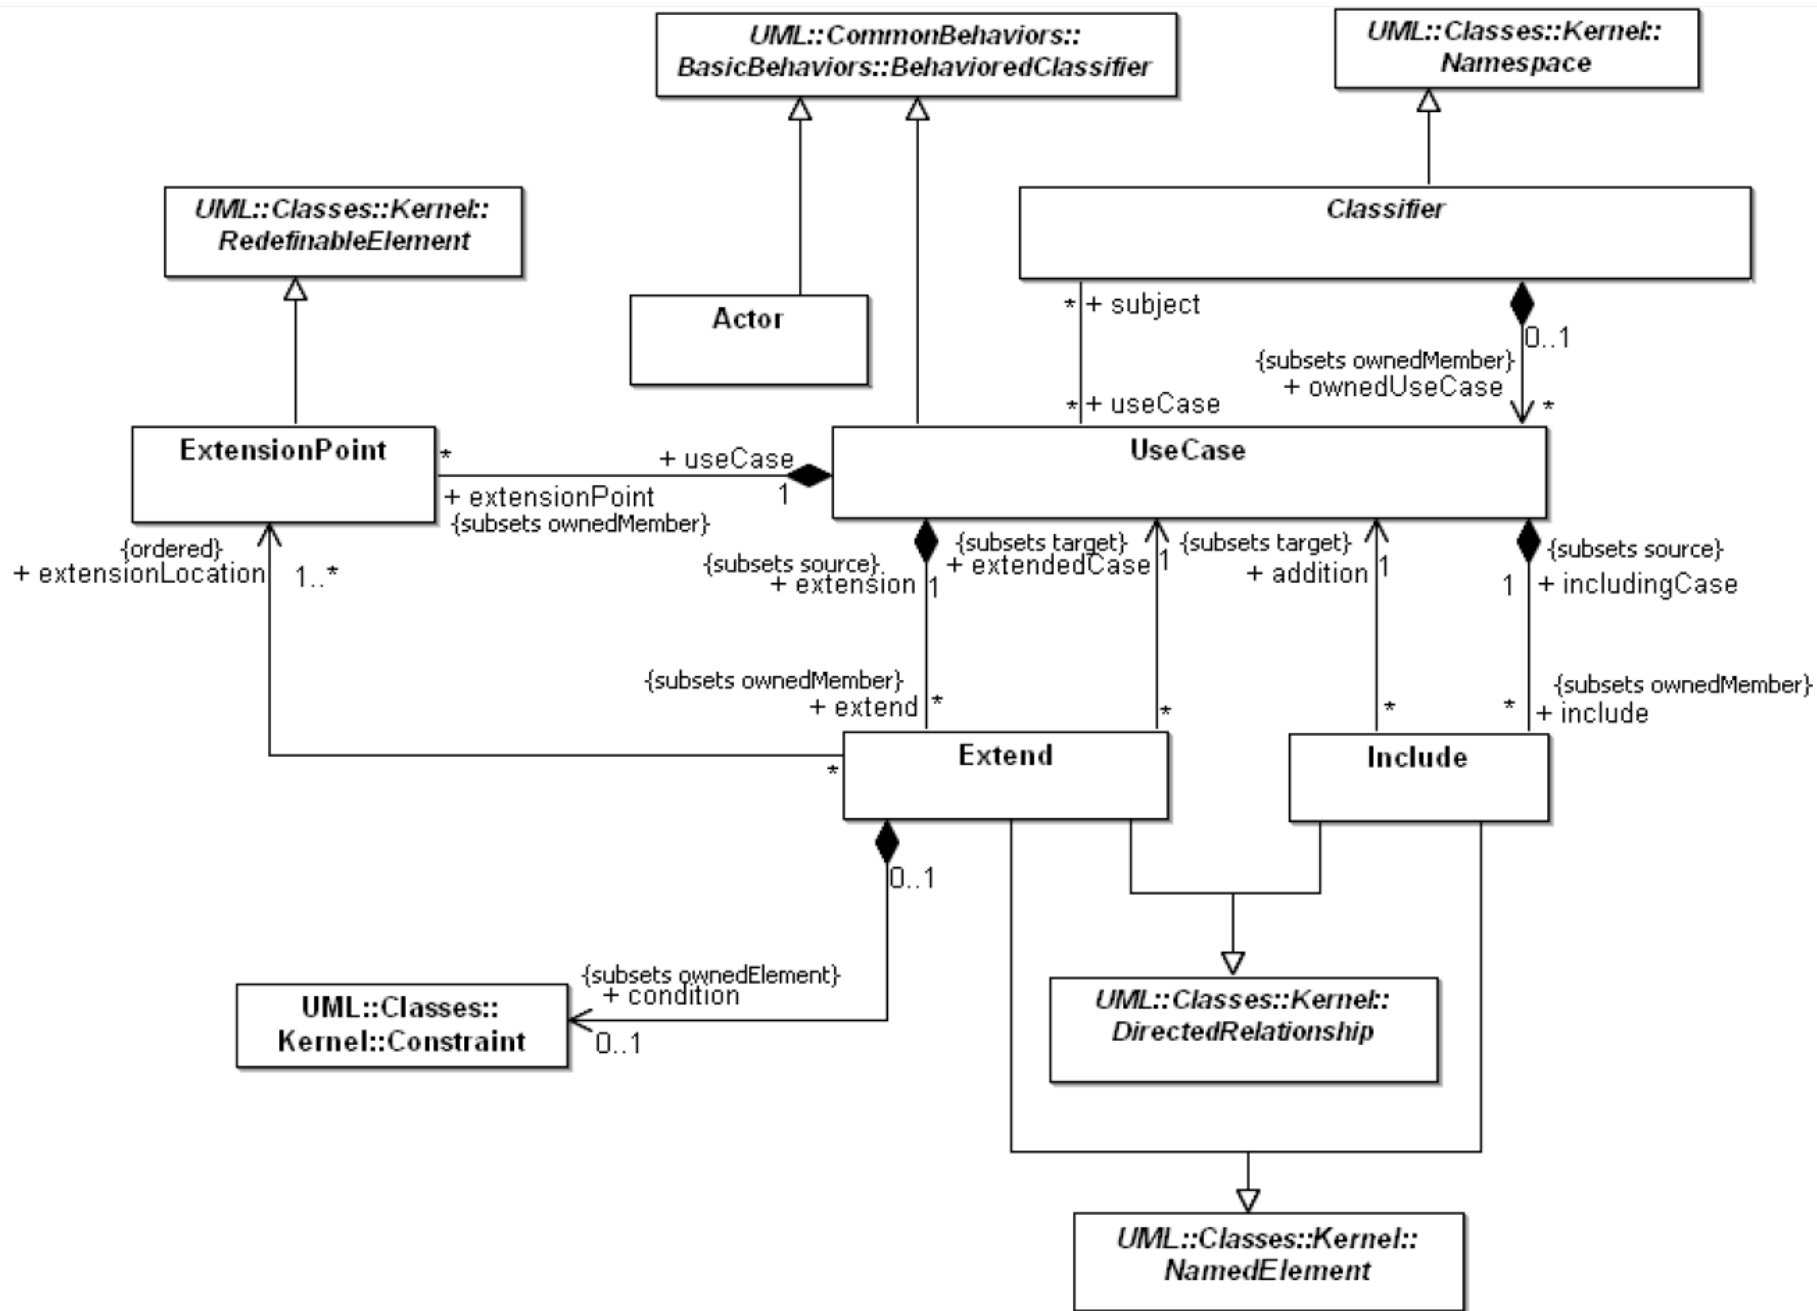 UML::CommonBehaviors::
BasicBehaviors::BehavioredClassifier
UML::Classes::Kernel::
Namespace
UML::Classes::Kernel::
RedefinableElement
Classifier
Actor
* + subject
0..1
{subsets ownedMember}
+ ownedUseCase
* + useCase
*
ExtensionPoint
*
+ useCase
1
+ extensionPoint
{subsets ownedMember}
UseCase
{ordered}
+ extensionLocation
1..*
{subsets source}
+ extension
1
{subsets target}
+ extendedCase
1
{subsets target}
+ addition
1
{subsets source}
1
+ includingCase
{subsets ownedMember}
+ extend
*
*
*
*
{subsets ownedMember}
+ include
Extend
*
Include
0..1
{subsets ownedElement}
+ condition
0..1
UML::Classes::
Kernel::Constraint
UML::Classes::Kernel::
DirectedRelationship
UML::Classes::Kernel::
NamedElement